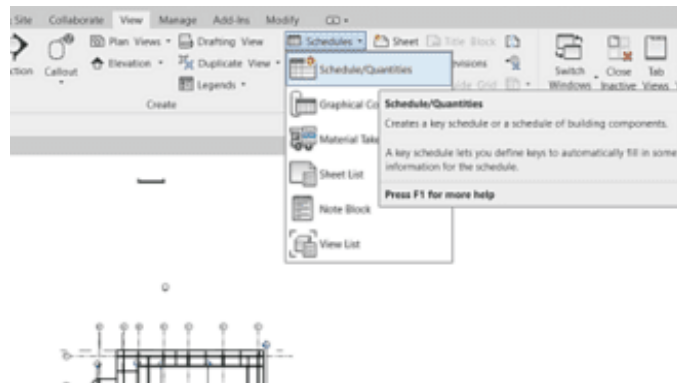 Site Collaborate View Manage Add-Ins Modify
Plan Views Drafting View Schedules Sheet Title Block
Callout Elevation Duplicate View Switch Windows Close Inactive Tab Views
Legends
Create
Schedule/Quantities
Graphical Co
Material Take
Sheet List
Note Block
View List
Schedule/Quantities
Creates a key schedule or a schedule of building components.
A key schedule lets you define keys to automatically fill in some
information for the schedule.
Press F1 for more help